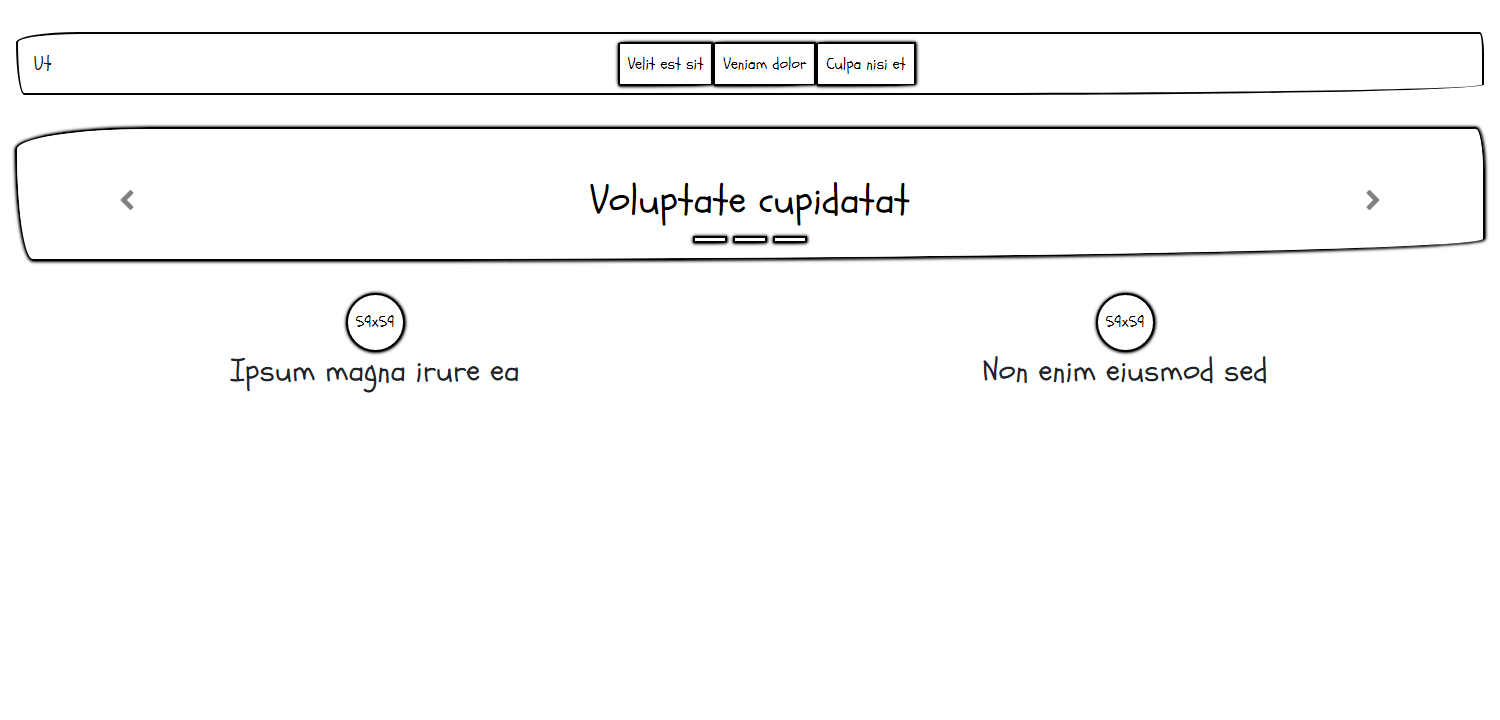 Ut
Velit est sit
Veniam dolor
Culpa nisi et
Voluptate cupidatat
59x59
59x59
Ipsum magna irure ea
Non enim eiusmod sed